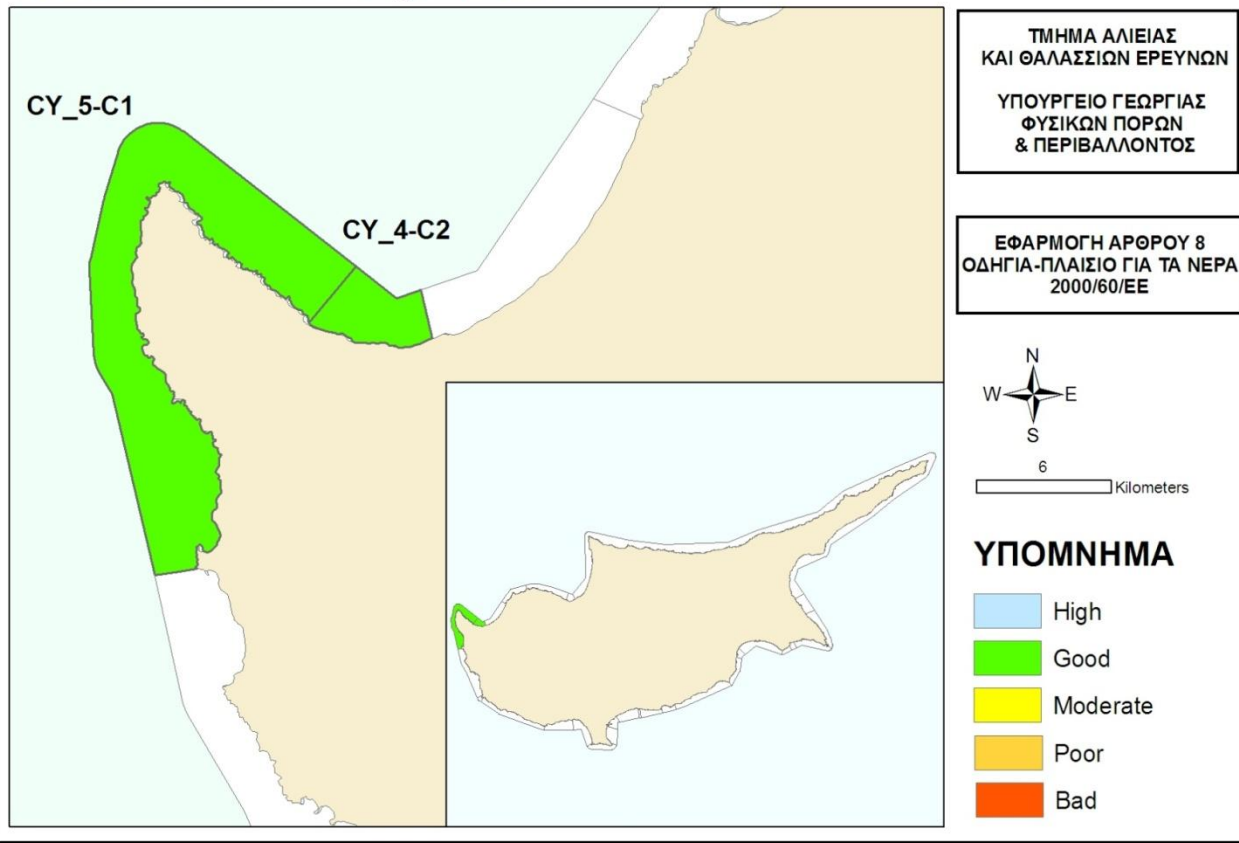 CY_5-C1
CY_4-C2
ΤΜΗΜΑ ΑΛΙΕΙΑΣ
ΚΑΙ ΘΑΛΑΣΣΙΩΝ ΕΡΕΥΝΩΝ
ΥΠΟΥΡΓΕΙΟ ΓΕΩΡΓΙΑΣ
ΦΥΣΙΚΩΝ ΠΟΡΩΝ
& ΠΕΡΙΒΑΛΛΟΝΤΟΣ
ΕΦΑΡΜΟΓΗ ΑΡΘΡΟΥ 8
ΟΔΗΓΙΑ-ΠΛΑΙΣΙΟ ΓΙΑ ΤΑ ΝΕΡΑ
2000/60/ΕΕ
N
W E
S
6
Kilometers
ΥΠΟΜΝΗΜΑ
High
Good
Moderate
Poor
Bad